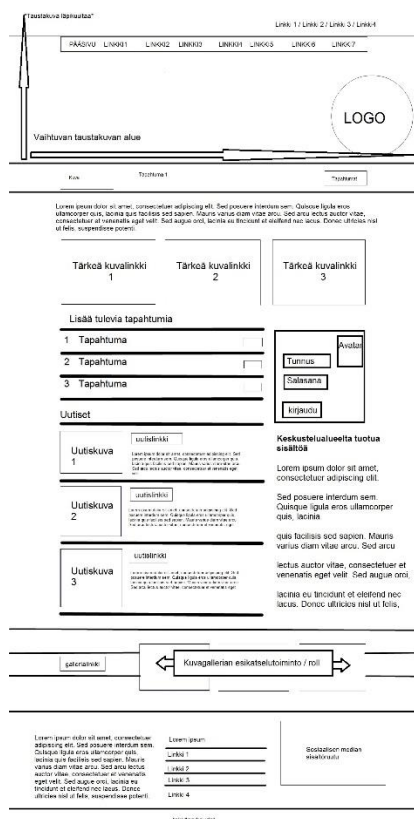 "Taustakuva läpikuultaa"
Linkki 1 / Linkki 2 / Linkki 3 / Linkki4
PÄÄSIVU LINKKI1 LINKKI2 LINKKI3 LINKKI4 LINKKI5 LINKKI6 LINKKI7
LOGO
Vaihtuvan taustakuvan alue
Kuva Tapahtuma 1 Tapahtumat
Lorem ipsum dolor sit amet, consectetuer adipiscing elit. Sed posuere interdum sem. Quisque ligula eros
ullamcorper quis, lacinia quis facilisis sed sapien. Mauris varius diam vitae arcu. Sed arcu lectus auctor vitae,
consectetuer et venenatis eget velit. Sed augue orci, lacinia eu tincidunt et eleifend nec lacus. Donec ultricies nisl
ut felis, suspendisse potenti.
Tärkeä kuvalinkki
1
Tärkeä kuvalinkki
2
Tärkeä kuvalinkki
3
Lisää tulevia tapahtumia
1 Tapahtuma
2 Tapahtuma
3 Tapahtuma
Avatar
Tunnus
Salasana
kirjaudu
Uutiset
Uutiskuva
1
uutislinkki
Uutiskuva
2
uutislinkki
Uutiskuva
3
uutislinkki
Keskustelualueelta tuotua
sisältöä
Lorem ipsum dolor sit amet,
consectetuer adipiscing elit.
Sed posuere interdum sem.
Quisque ligula eros ullamcorper
quis, lacinia
quis facilisis sed sapien. Mauris
varius diam vitae arcu. Sed arcu
lectus auctor vitae, consectetuer et
venenatis eget velit. Sed augue orci,
lacinia eu tincidunt et eleifend nec
lacus. Donec ultricies nisl ut felis,
gallerialinkki
Kuvagallerian esikatselutoiminto / roll
Lorem ipsum dolor sit amet, consectetuer
adipiscing elit. Sed posuere interdum sem.
Quisque ligula eros ullamcorper quis, lacinia
quis facilisis sed sapien. Mauris
varius diam vitae arcu. Sed arcu lectus
auctor vitae, consectetuer et venenatis
eget velit. Sed augue orci, lacinia eu
tincidunt et eleifend nec lacus. Donec
ultricies nisl ut felis, suspendisse potenti.
Lorem ipsum
Linkki 1
Linkki 2
Linkki 3
Linkki 4
Sosiaalisen median
sisältöruutu